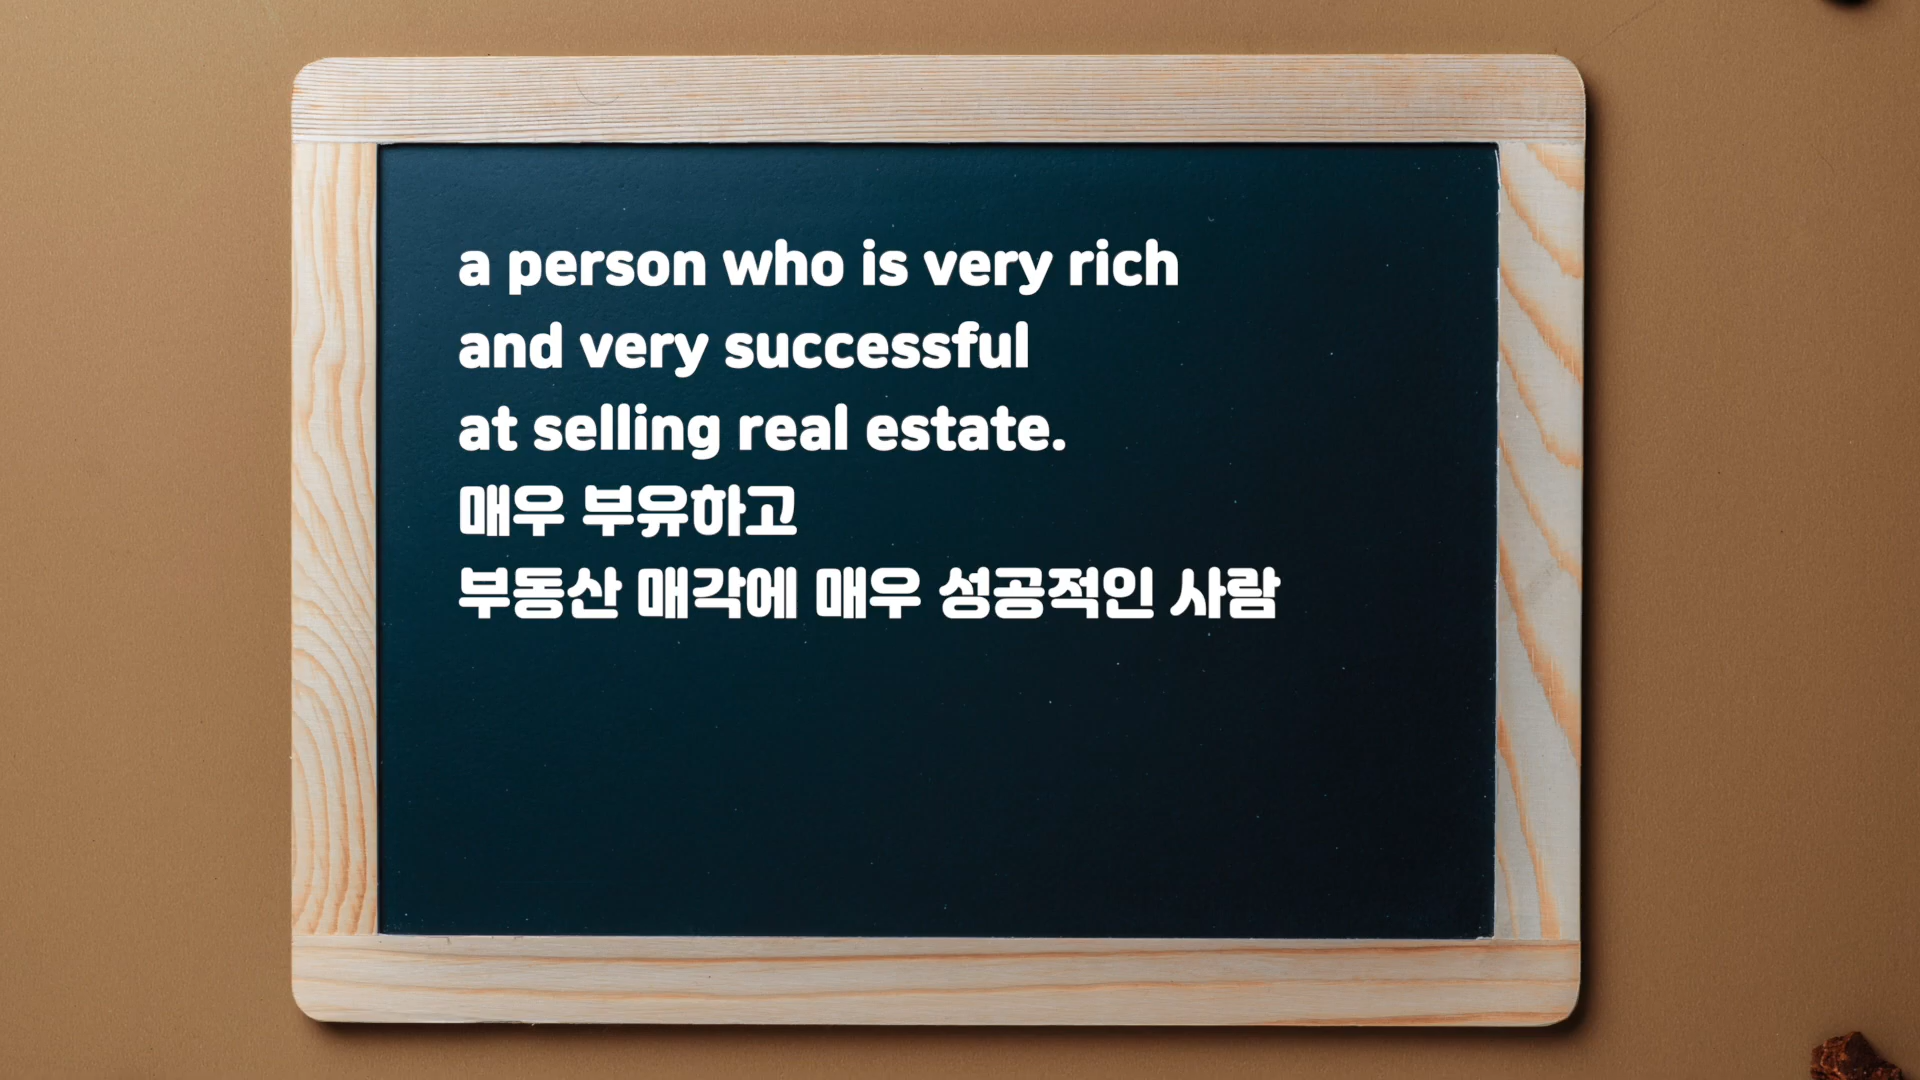 a person who is very rich
and very successful
at selling real estate.
매우 부유하고
부동산 매각에 매우 성공적인 사람